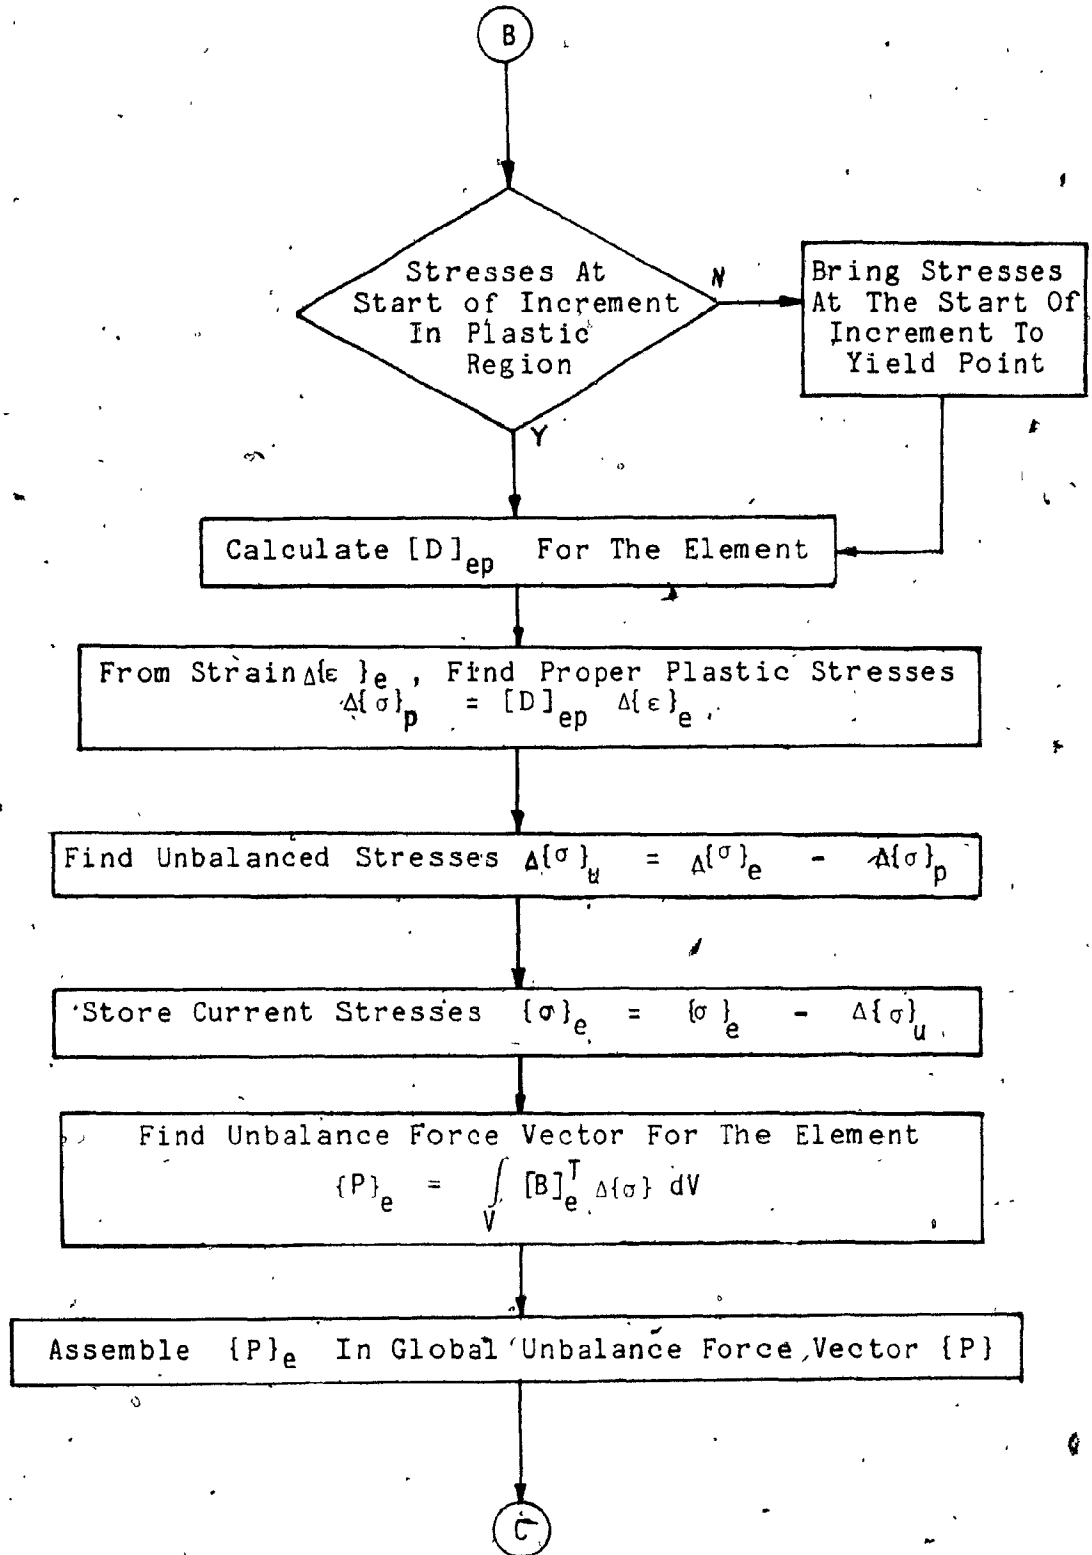 B
Stresses At
Start of Increment
In Plastic
Region
N
Bring Stresses
At The Start Of
Increment To
Yield Point
Y
Calculate [D]ep For The Element
From Strain Δ{ε}e, Find Proper Plastic Stresses
Δ{σ}p = [D]ep Δ{ε}e
Find Unbalanced Stresses Δ{σ}u = Δ{σ}e - Δ{σ}p
Store Current Stresses {σ}e = {σ}e - Δ{σ}u
Find Unbalance Force Vector For The Element
{P}e = ∫V [B]eT Δ{σ} dV
Assemble {P}e In Global Unbalance Force Vector {P}
C